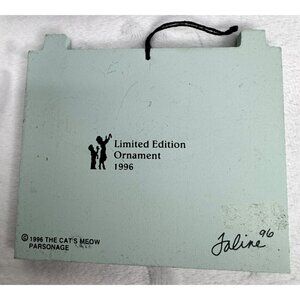 Limited Edition
Ornament
1996
© 1996 THE CAT'S MEOW
PARSONAGE
Faline 96